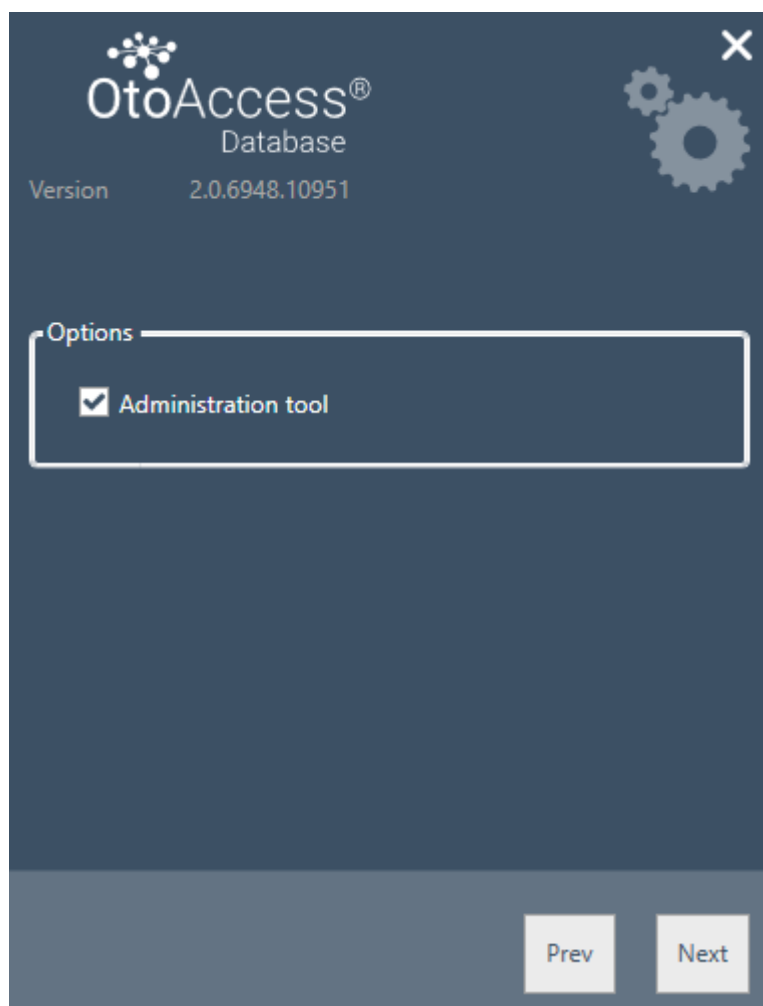 OtoAccess®
Database
Version 2.0.6948.10951
Options
Administration tool
Prev Next